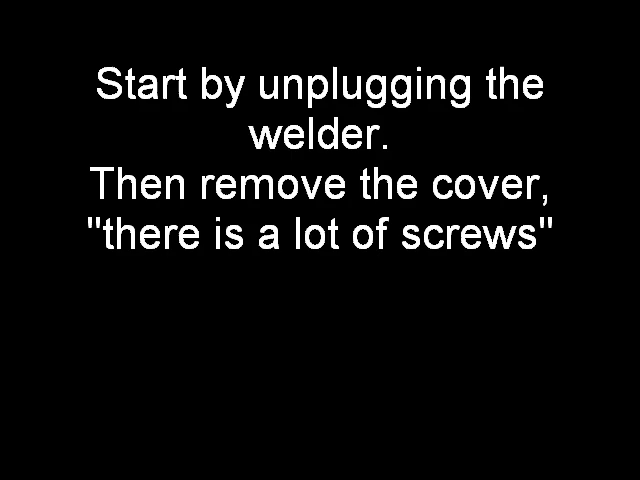 Start by unplugging the
welder.
Then remove the cover,
"there is a lot of screws"